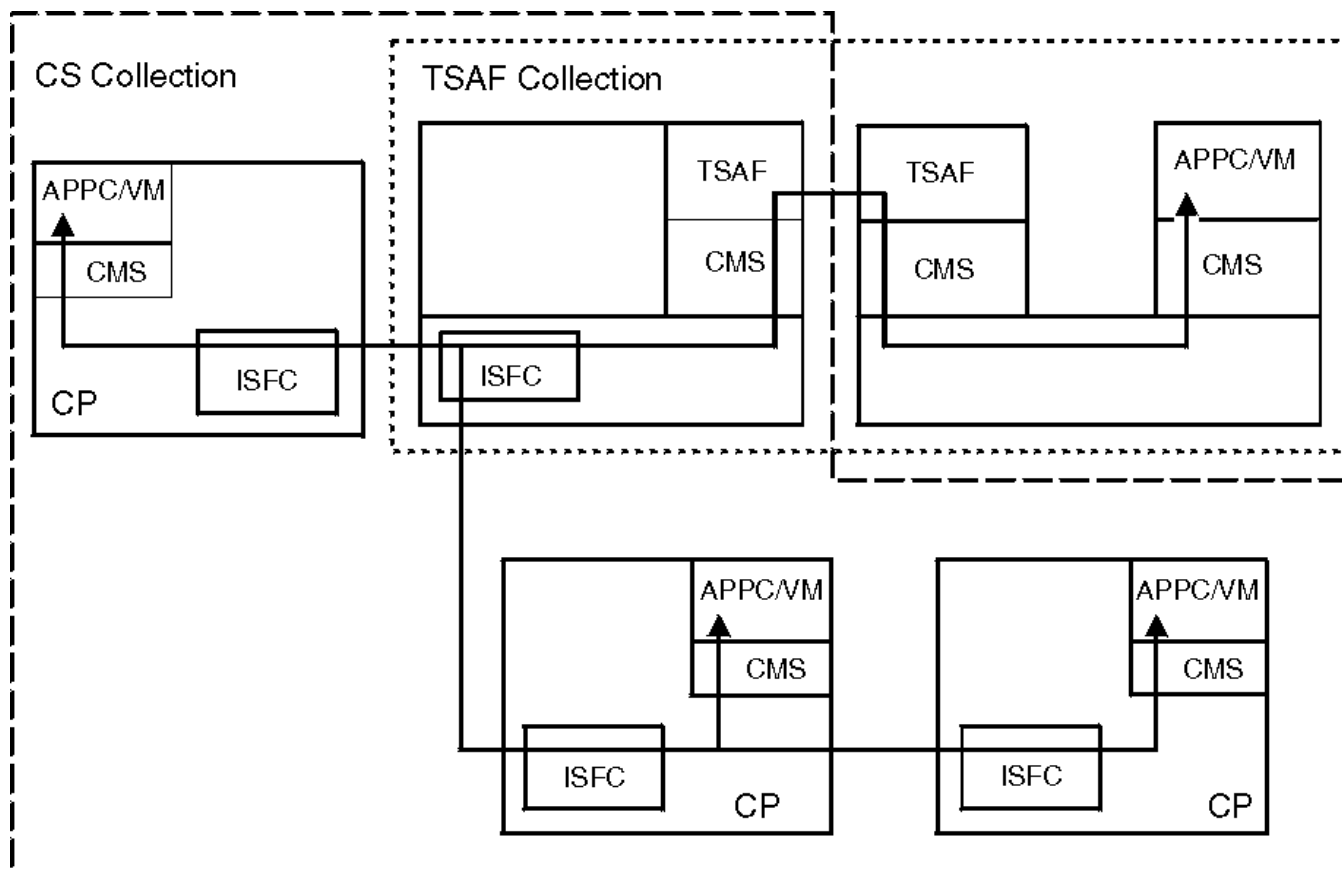 CS Collection
TSAF Collection
APPC/VM
CMS
ISFC
CP
TSAF
CMS
ISFC
TSAF
CMS
APPC/VM
CMS
APPC/VM
CMS
ISFC
CP
APPC/VM
CMS
ISFC
CP